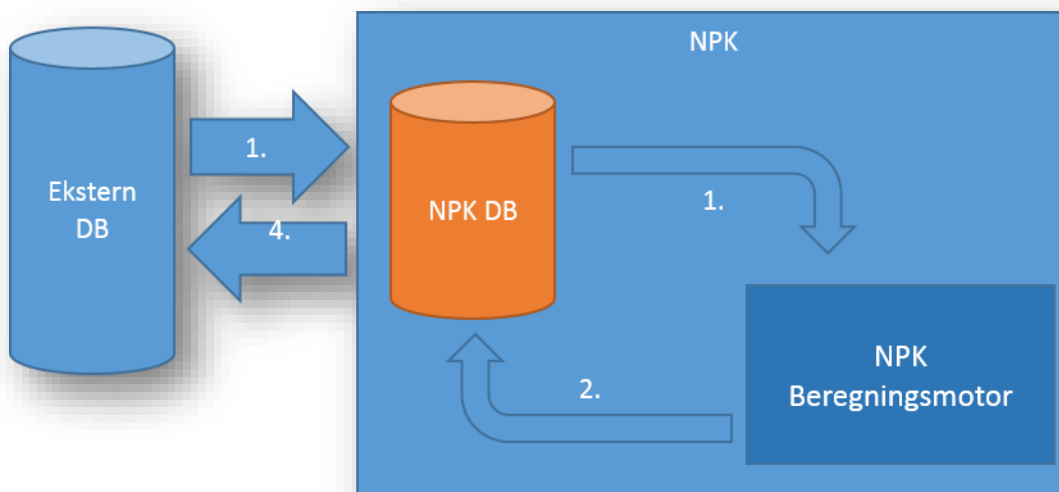 NPK
1.
Ekstern
DB
4.
NPK DB
1.
2.
NPK
Beregningsmotor